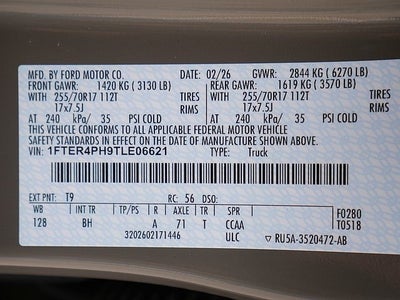 MFD. BY FORD MOTOR CO. 02/26 GVWR: 2844 KG ( 6270 LB)
FRONT GAWR: 1420 KG ( 3130 LB) REAR GAWR: 1619 KG ( 3570 LB)
WITH 255/70R17 112T TIRES WITH 255/70R17 112T TIRES
17x7.5J RIMS 17x7.5J RIMS
AT 240 kPa/ 35 PSI COLD AT 240 kPa/ 35 PSI COLD
THIS VEHICLE CONFORMS TO ALL APPLICABLE FEDERAL MOTOR VEHICLE
SAFETY STANDARDS IN EFFECT ON THE DATE OF MANUFACTURE SHOWN ABOVE.
VIN: 1FTER4PH9TLE06621 TYPE: Truck
EXT PNT: T9 RC: 56 DSO:
WB INT TR TP/PS R AXLE TR SPR F0280
128 BH A 71 T CCAA T0518
3202602171446 ULC ▽ RU5A-3520472-AB